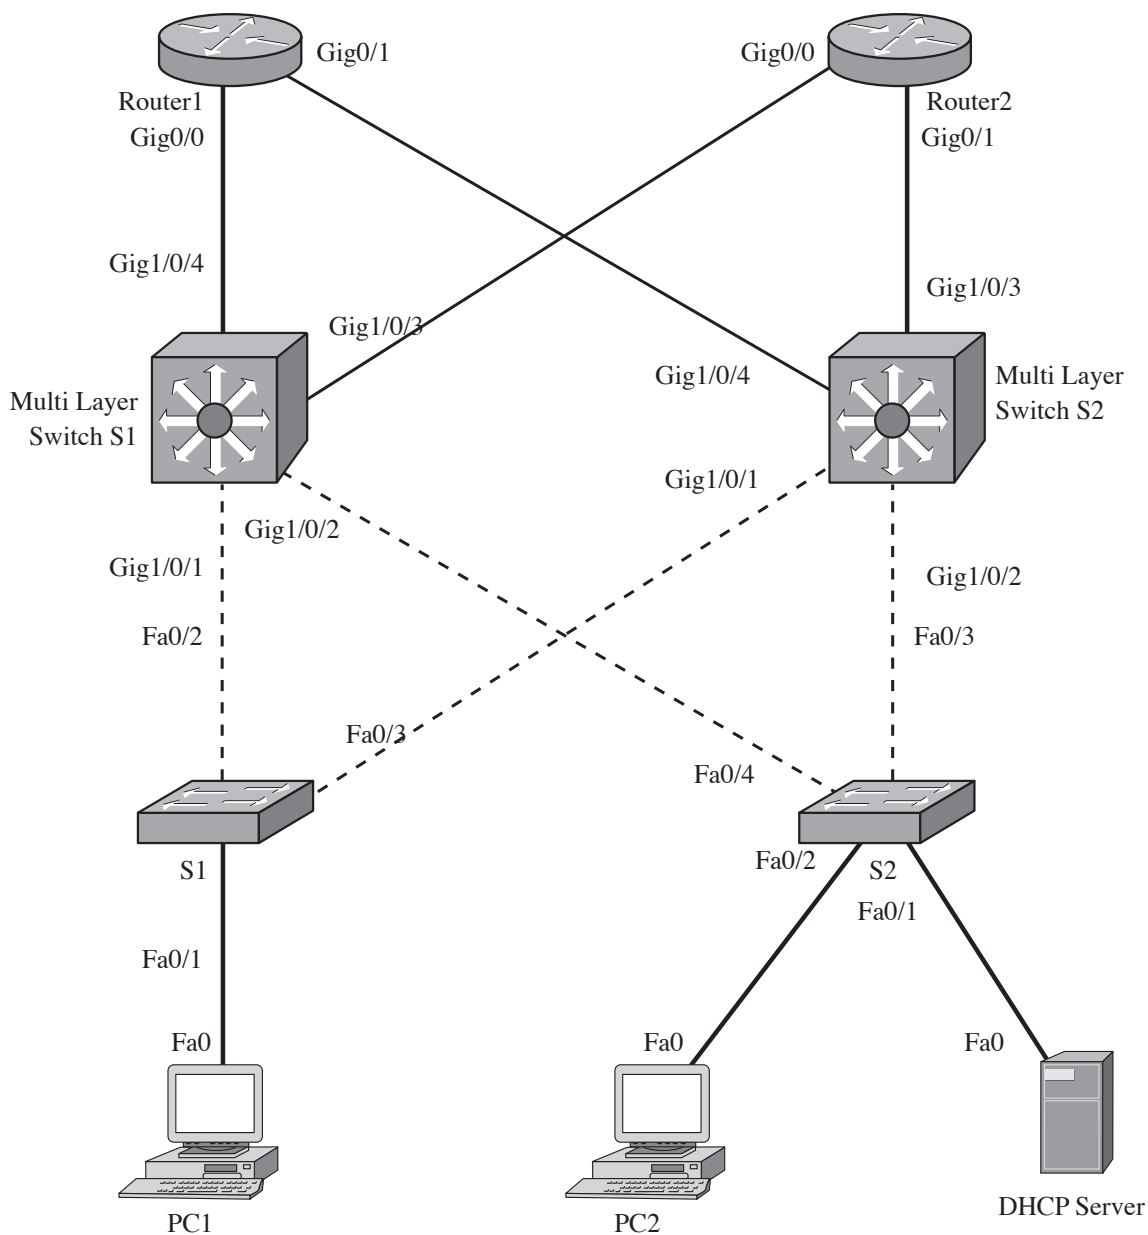 Gig0/1
Gig0/0
Router1
Router2
Gig0/0
Gig0/1
Gig1/0/4
Gig1/0/3
Gig1/0/3
Gig1/0/4
Multi Layer
Switch S1
Multi Layer
Switch S2
Gig1/0/1
Gig1/0/2
Gig1/0/1
Gig1/0/2
Fa0/2
Fa0/3
Fa0/3
Fa0/4
S1
Fa0/2
S2
Fa0/1
Fa0/1
Fa0
Fa0
Fa0
PC1
PC2
DHCP Server